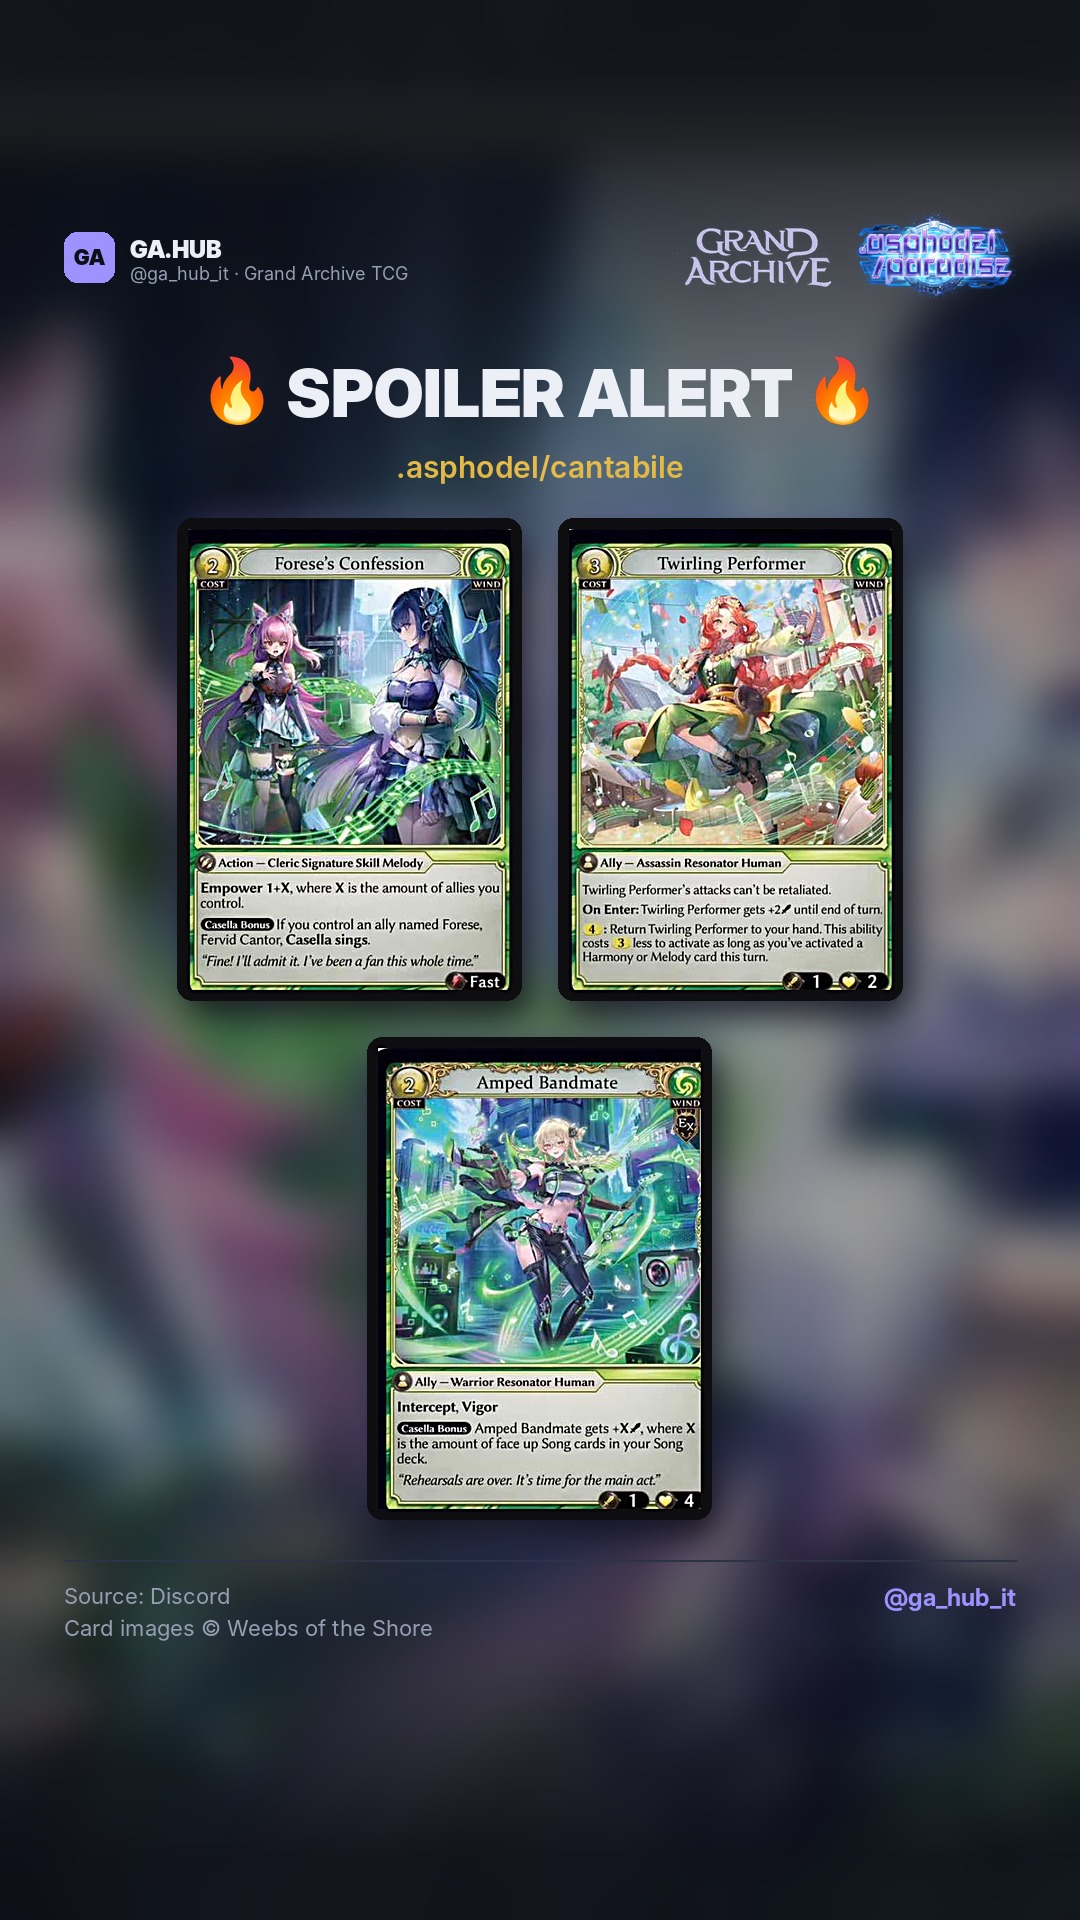 GA
GA.HUB
@ga_hub_it · Grand Archive TCG
GRAND
ARCHIVE
.asphodel
/paradise
🔥 SPOILER ALERT 🔥
.asphodel/cantabile
2
COST
Forese's Confession
WIND
Action — Cleric Signature Skill Melody
Empower 1+X, where X is the amount of allies you
control.
Casella Bonus If you control an ally named Forese,
Fervid Cantor, Casella sings.
"Fine! I'll admit it. I've been a fan this whole time."
Fast
3
COST
Twirling Performer
WIND
Ally — Assassin Resonator Human
Twirling Performer's attacks can't be retaliated.
On Enter: Twirling Performer gets +2 until end of turn.
4 : Return Twirling Performer to your hand. This ability
costs 3 less to activate as long as you've activated a
Harmony or Melody card this turn.
1 2
2
COST
Amped Bandmate
WIND
EX
Ally — Warrior Resonator Human
Intercept, Vigor
Casella Bonus Amped Bandmate gets +X, where X
is the amount of face up Song cards in your Song
deck.
"Rehearsals are over. It's time for the main act."
1 4
Source: Discord
Card images © Weebs of the Shore
@ga_hub_it